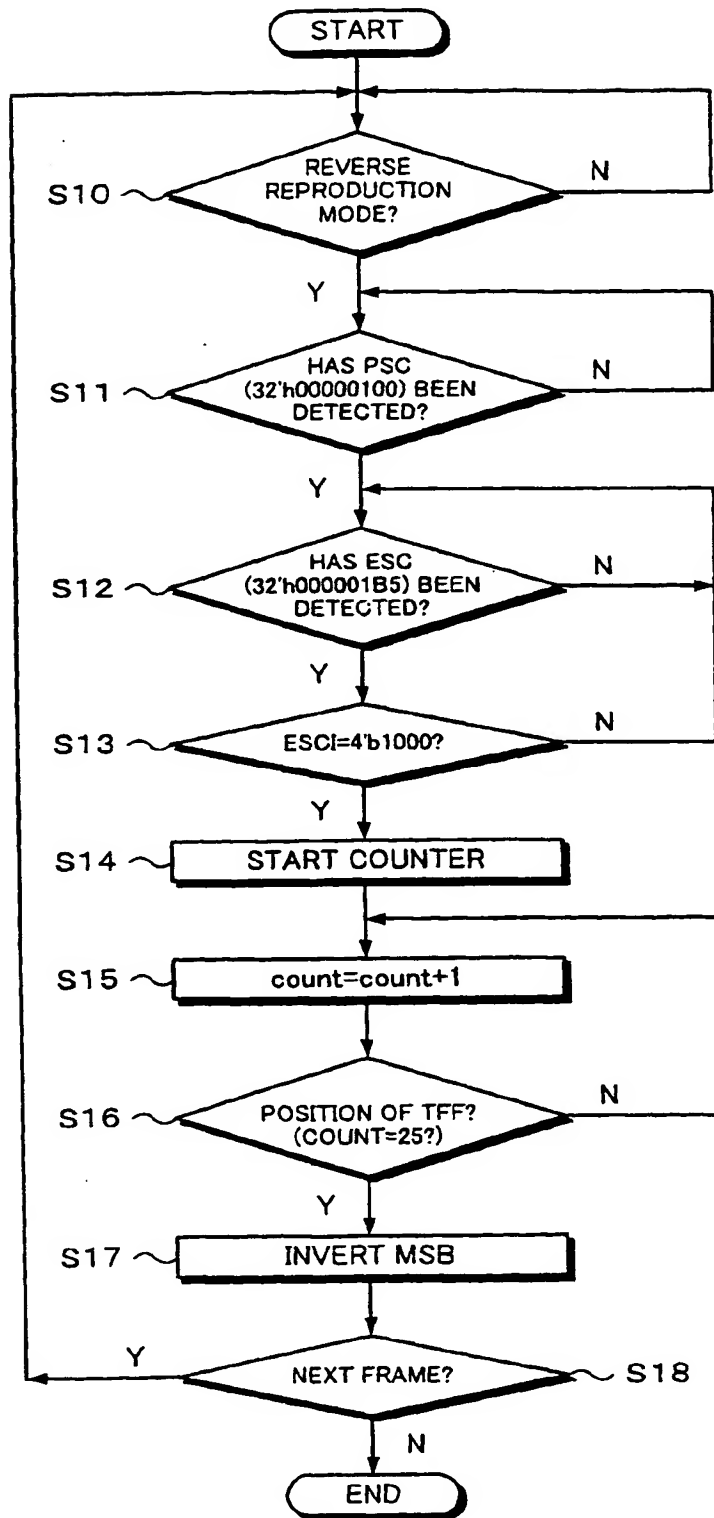 START
S10
REVERSE
REPRODUCTION
MODE?
N
Y
S11
HAS PSC
(32'h00000100) BEEN
DETECTED?
N
Y
S12
HAS ESC
(32'h000001B5) BEEN
DETECTED?
N
Y
S13
ESCI=4'b1000?
N
Y
S14
START COUNTER
S15
count=count+1
S16
POSITION OF TFF?
(COUNT=25?)
N
Y
S17
INVERT MSB
Y
NEXT FRAME?
S18
N
END